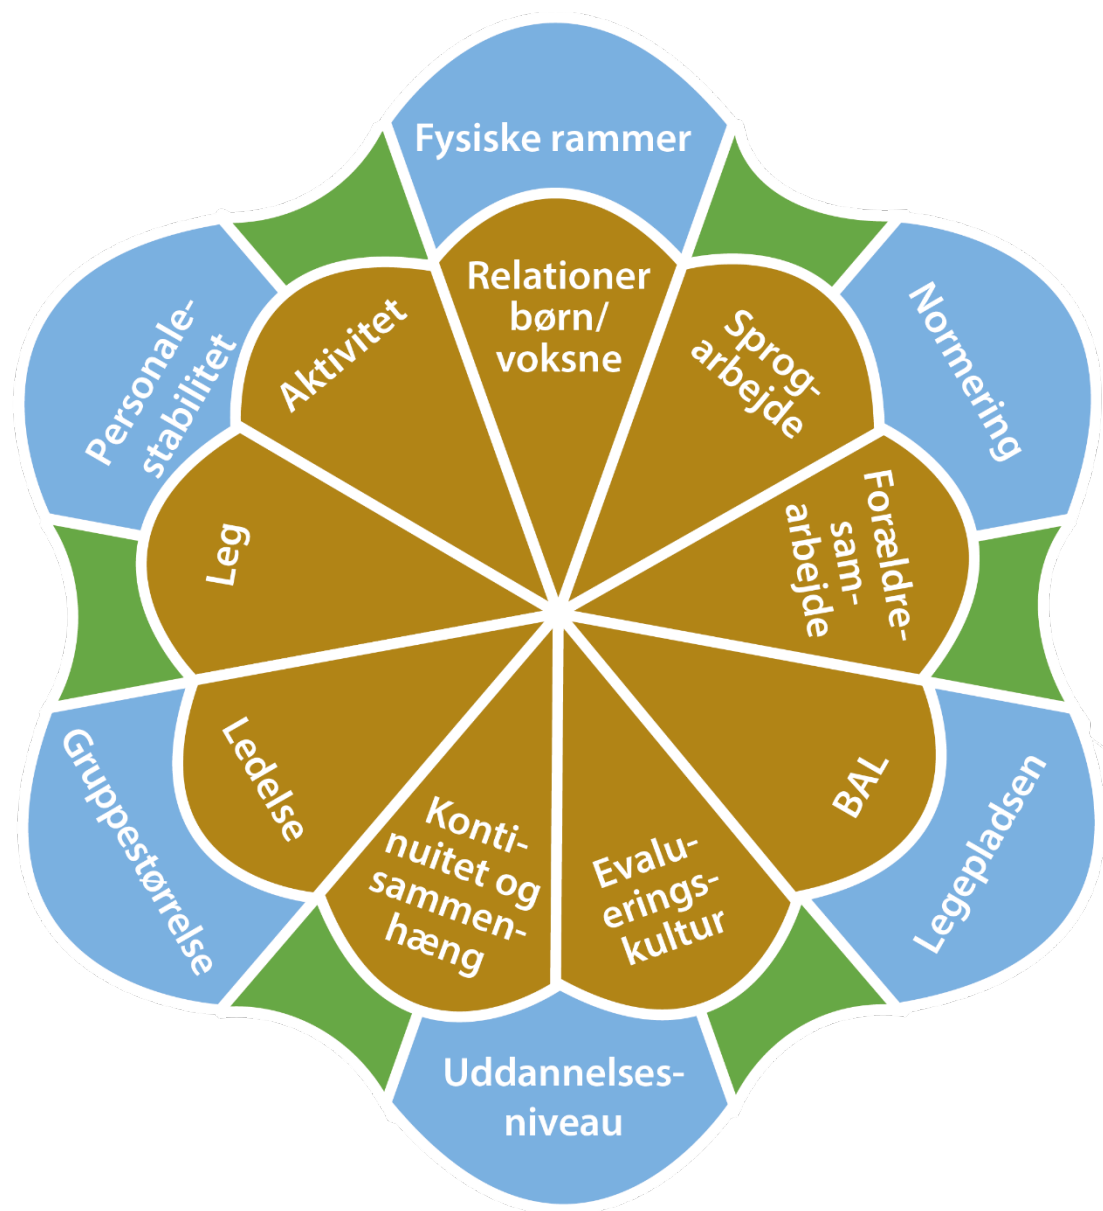 Fysiske rammer
Normering
Legepladsen
Uddannelses-
niveau
Gruppestørrelse
Personale-
stabilitet
Relationer
børn/
voksne
Sprog-
arbejde
Forældre-
sam-
arbejde
BAL
Evalu-
erings-
kultur
Konti-
nuitet og
sammen-
hæng
Ledelse
Leg
Aktivitet